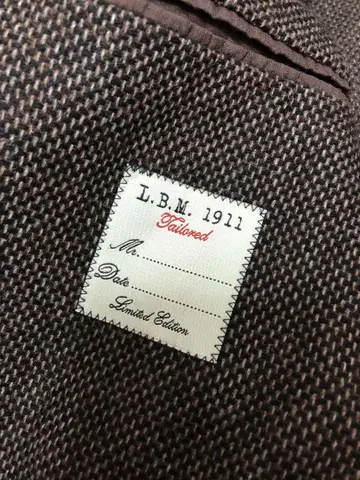 L.B.M. 1911
Tailored
Mr.....................
Date..................
Limited Edition